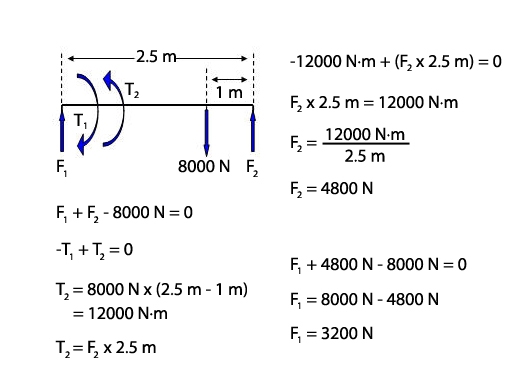 2.5 m
1 m
T₂
T₁
F₁
8000 N
F₂
F₁ + F₂ - 8000 N = 0
-T₁ + T₂ = 0
T₂ = 8000 N x (2.5 m - 1 m)
= 12000 N·m
T₂ = F₂ x 2.5 m
-12000 N·m + (F₂ x 2.5 m) = 0
F₂ x 2.5 m = 12000 N·m
F₂ = 12000 N·m
2.5 m
F₂ = 4800 N
F₁ + 4800 N - 8000 N = 0
F₁ = 8000 N - 4800 N
F₁ = 3200 N